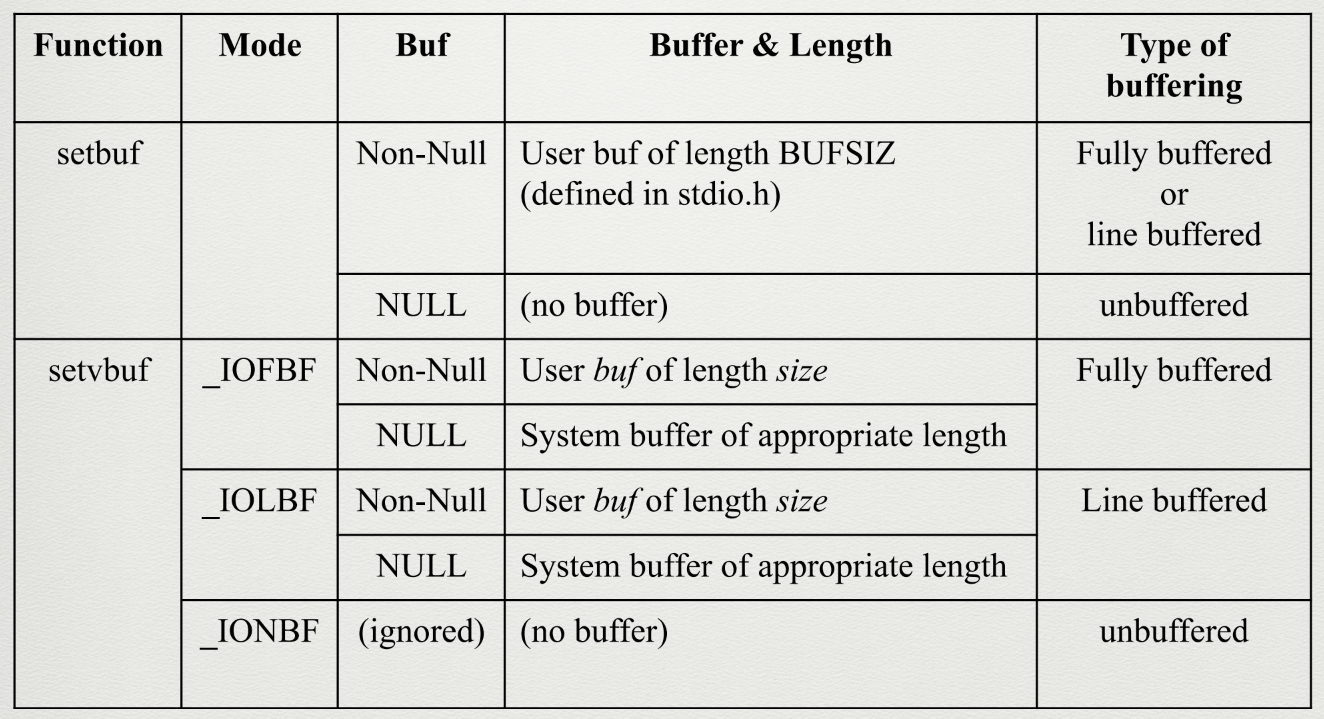 Function Mode Buf Buffer & Length Type of
buffering
setbuf Non-Null User buf of length BUFSIZ Fully buffered
(defined in stdio.h) or
line buffered
NULL (no buffer) unbuffered
setvbuf _IOFBF Non-Null User buf of length size Fully buffered
NULL System buffer of appropriate length
_IOLBF Non-Null User buf of length size Line buffered
NULL System buffer of appropriate length
_IONBF (ignored) (no buffer) unbuffered